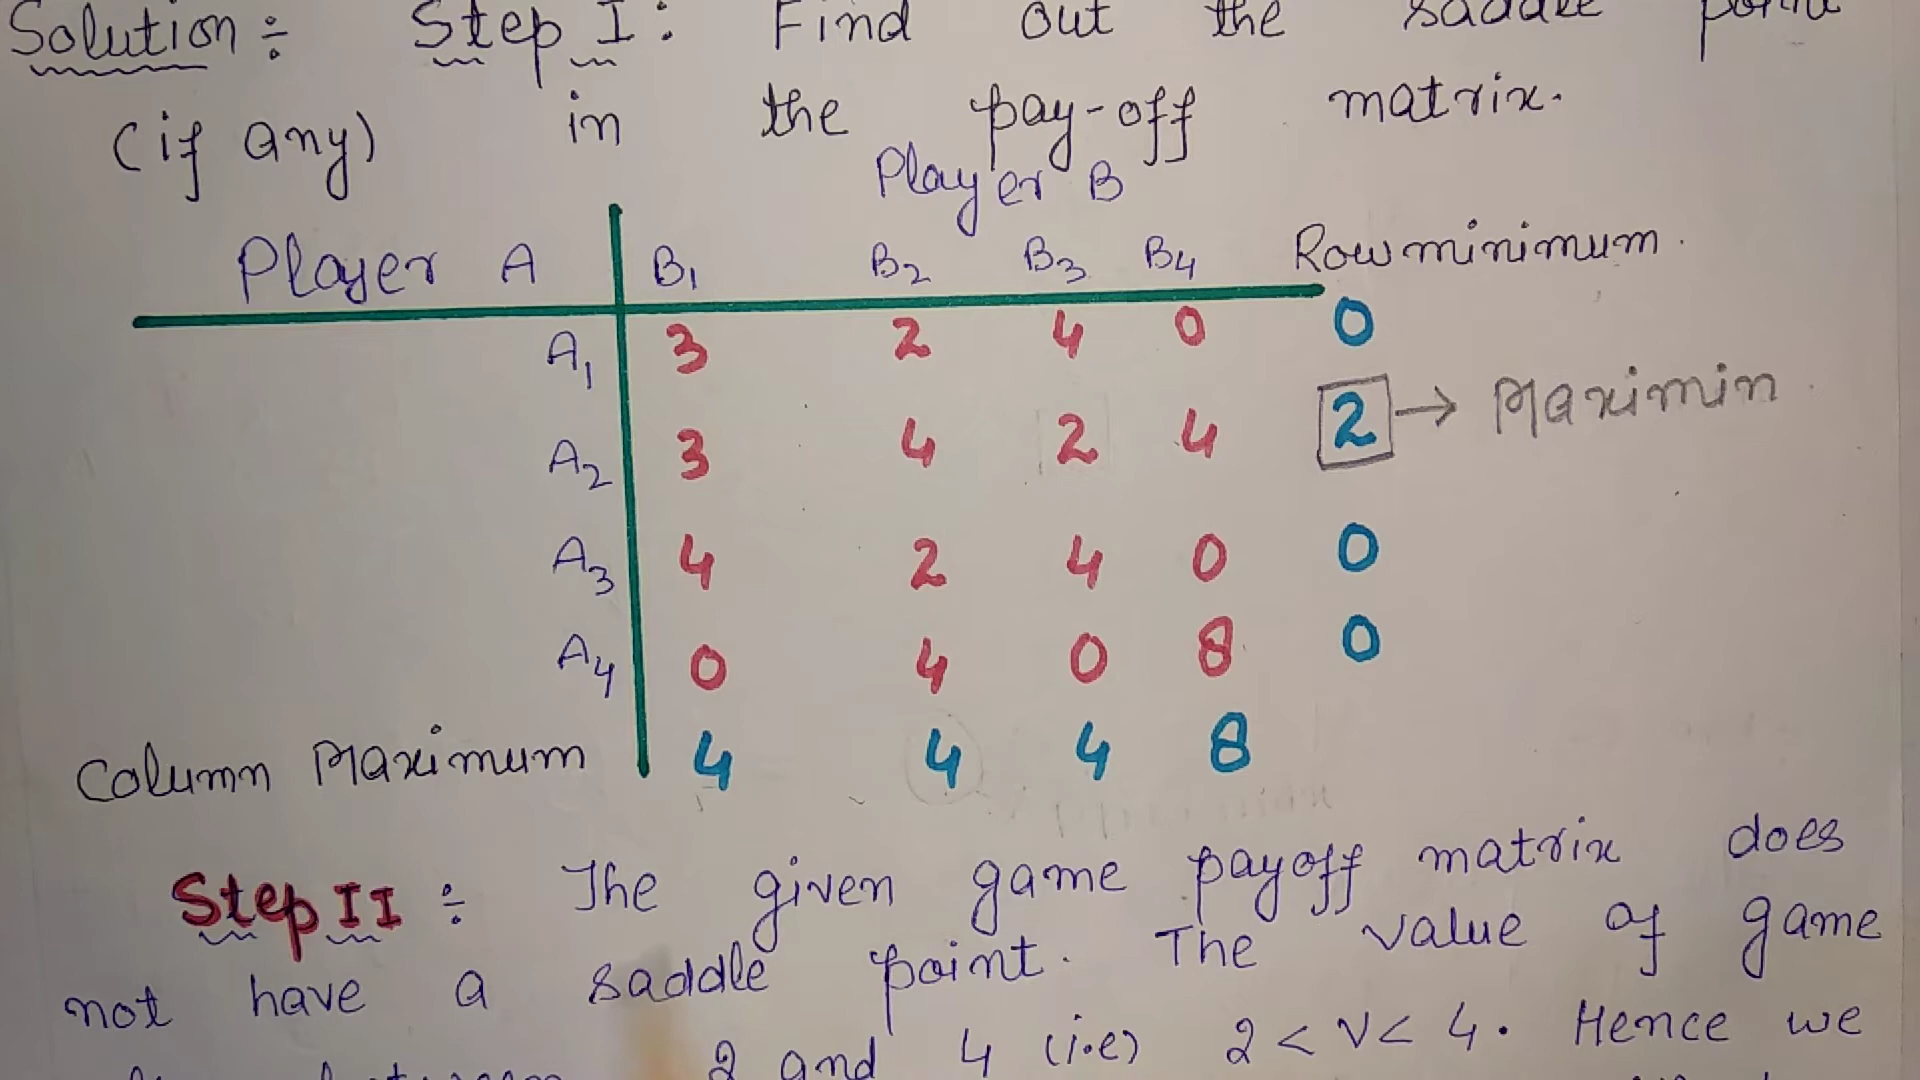 Solution ÷ Step I : Find out the saddle point
(if any) in the pay-off matrix.
Player B
Player A B1 B2 B3 B4 Row minimum.
A1 3 2 4 0 0
A2 3 4 2 4 2 → Maximin
A3 4 2 4 0 0
A4 0 4 0 8 0
Column Maximum 4 4 4 8
Step II ÷ The given game payoff matrix does
not have a saddle point. The value of game
2 and 4 (i.e) 2 < V < 4. Hence we